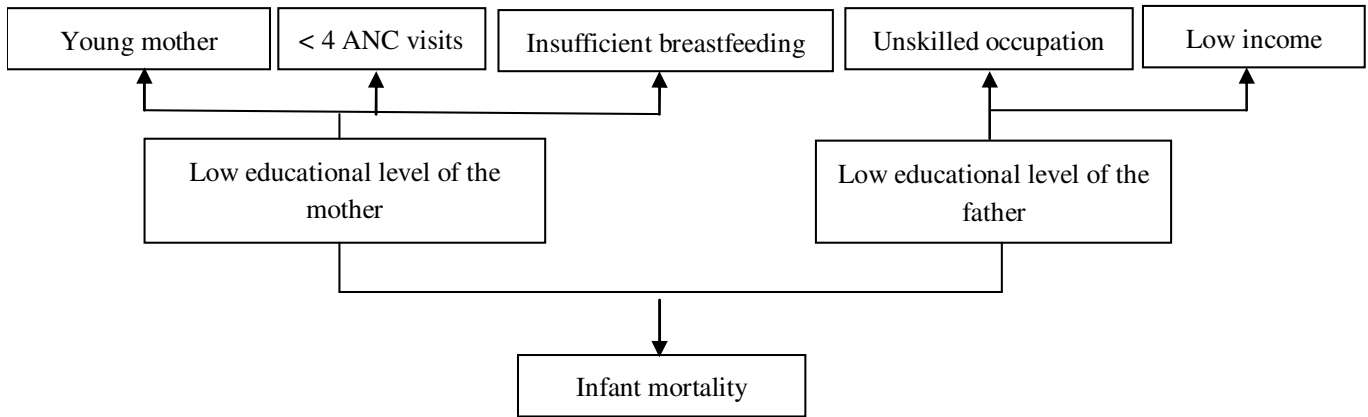 Young mother
< 4 ANC visits
Insufficient breastfeeding
Unskilled occupation
Low income
Low educational level of the
mother
Low educational level of the
father
Infant mortality